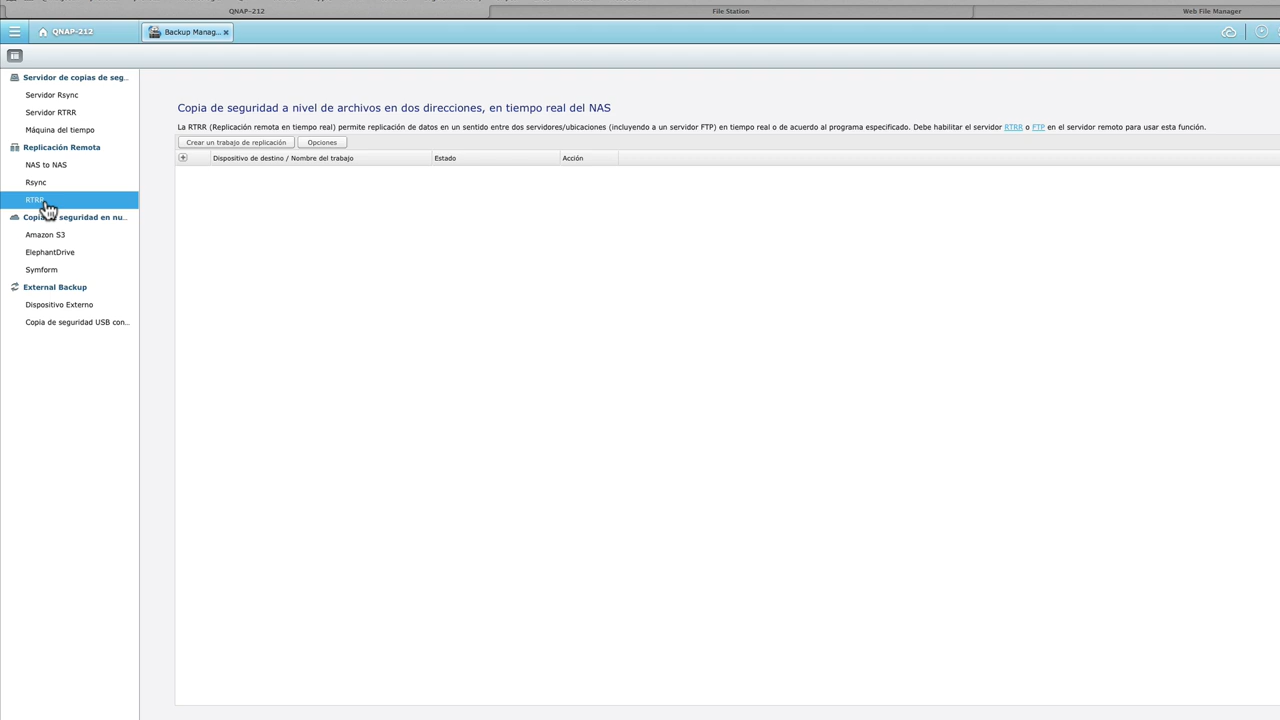 QNAP-212 File Station Web File Manager
QNAP-212 Backup Manag...
Servidor de copias de seg...
Servidor Rsync
Servidor RTRR
Máquina del tiempo
Replicación Remota
NAS to NAS
Rsync
RTRR
seguridad en nu...
Amazon S3
ElephantDrive
Symform
External Backup
Dispositivo Externo
Copia de seguridad USB con...
Copia de seguridad a nivel de archivos en dos direcciones, en tiempo real del NAS
La RTRR (Replicación remota en tiempo real) permite replicación de datos en un sentido entre dos servidores/ubicaciones (incluyendo a un servidor FTP) en tiempo real o de acuerdo al programa especificado. Debe habilitar el servidor RTRR o FTP en el servidor remoto para usar esta función.
Crear un trabajo de replicación Opciones
Dispositivo de destino / Nombre del trabajo Estado Acción